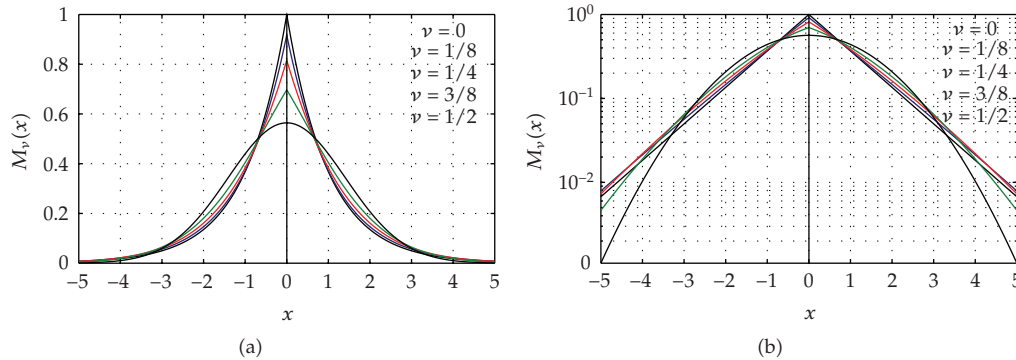 1
0.8
0.6
0.4
0.2
0
M_ν(x)
ν = 0
ν = 1/8
ν = 1/4
ν = 3/8
ν = 1/2
−5 −4 −3 −2 −1 0 1 2 3 4 5
x
(a)
10⁰
10⁻¹
10⁻²
0
M_ν(x)
ν = 0
ν = 1/8
ν = 1/4
ν = 3/8
ν = 1/2
−5 −4 −3 −2 −1 0 1 2 3 4 5
x
(b)